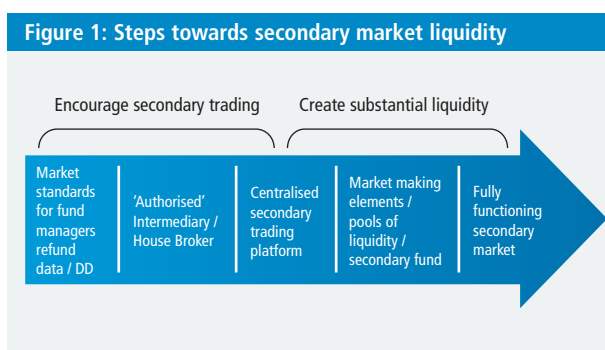 Figure 1: Steps towards secondary market liquidity
Encourage secondary trading
Create substantial liquidity
Market
standards
for fund
managers
refund
data / DD
‘Authorised’
Intermediary /
House Broker
Centralised
secondary
trading
platform
Market making
elements /
pools of
liquidity /
secondary fund
Fully
functioning
secondary
market